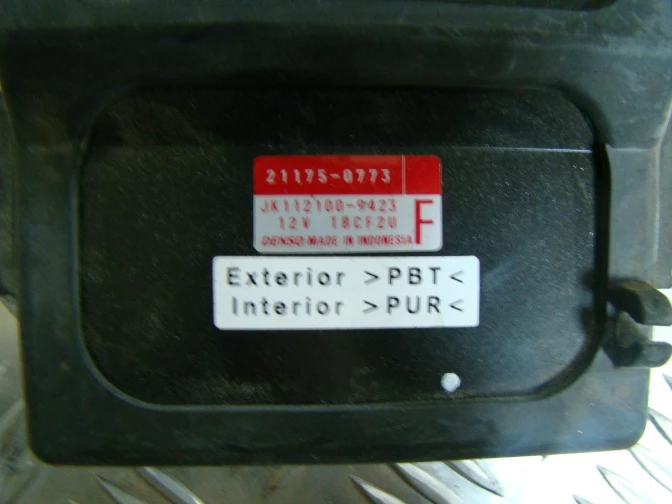 21175-0773
JK112100-9423
12V 18CF2U
F
DENSO MADE IN INDONESIA
Exterior >PBT<
Interior >PUR<